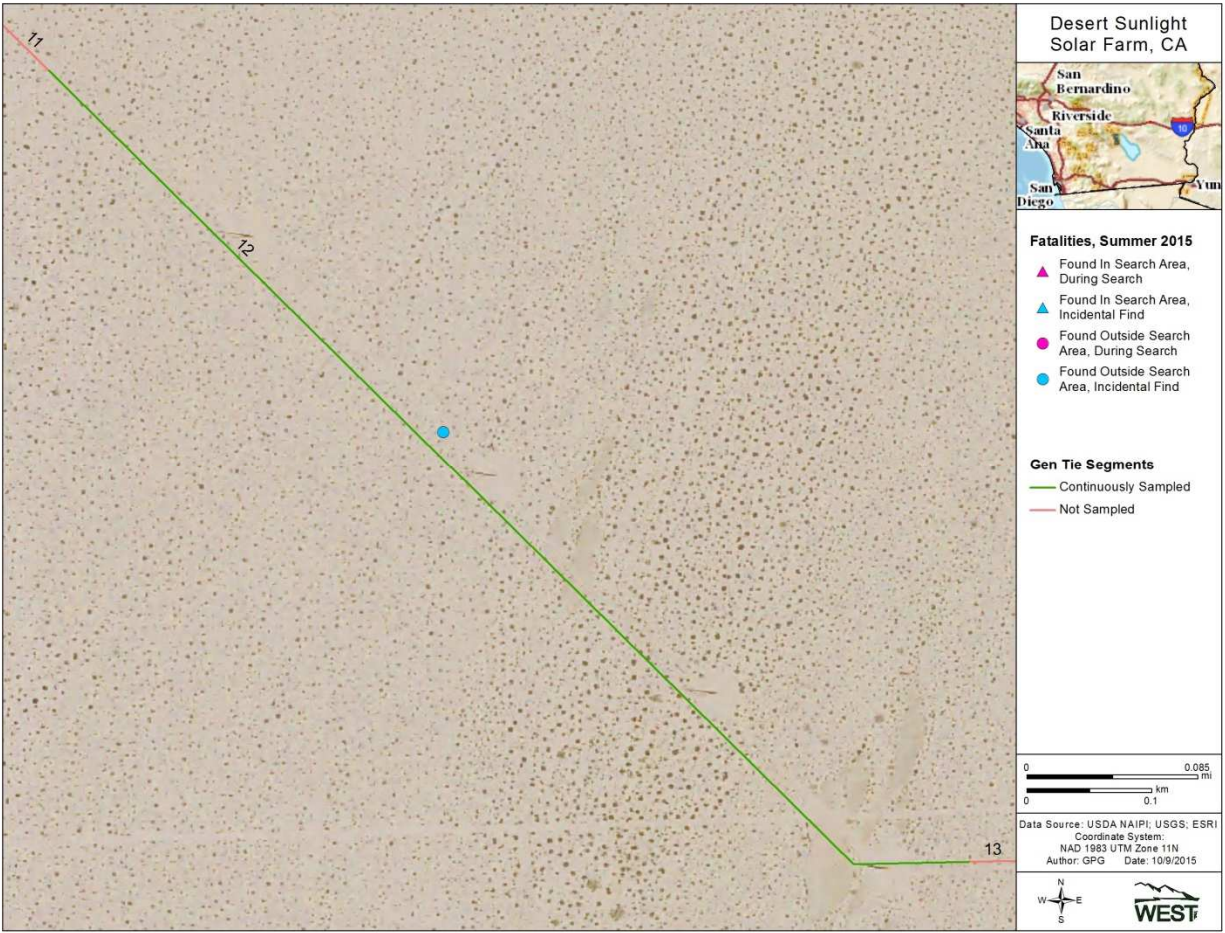 11
12
13
Desert Sunlight
Solar Farm, CA
San
Bernardino
Riverside
10
Santa
Ana
San
Diego
Yun
Fatalities, Summer 2015
Found In Search Area,
During Search
Found In Search Area,
Incidental Find
Found Outside Search
Area, During Search
Found Outside Search
Area, Incidental Find
Gen Tie Segments
Continuously Sampled
Not Sampled
0 0.085
mi
km
0 0.1
Data Source: USDA NAIPI; USGS; ESRI
Coordinate System:
NAD 1983 UTM Zone 11N
Author: GPG Date: 10/9/2015
N
W E
S
WEST